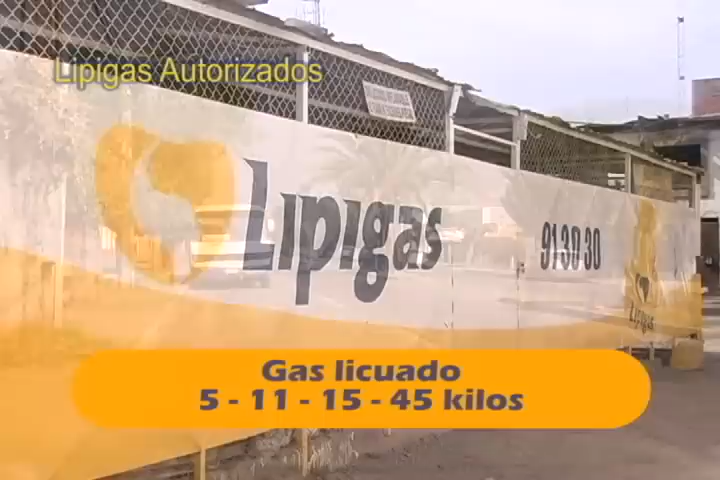 Lipigas Autorizados
Lipigas
913030
Lipigas
Gas licuado
5 - 11 - 15 - 45 kilos